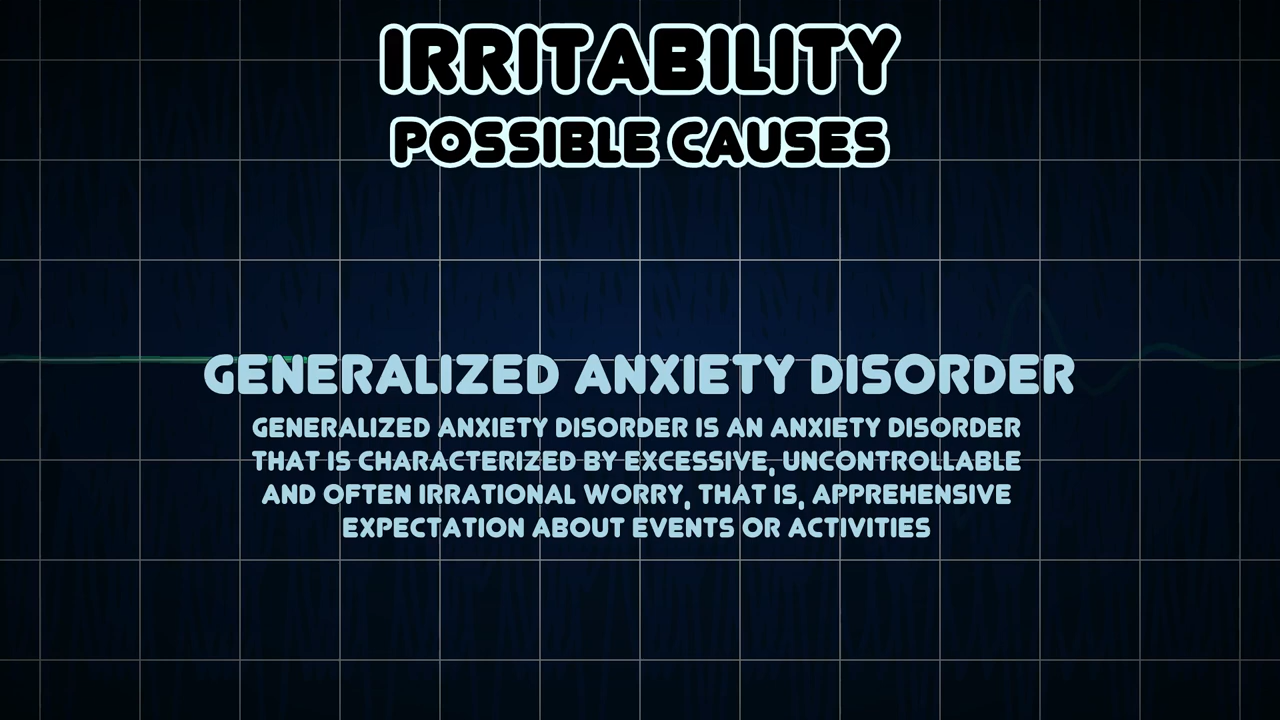 IRRITABILITY
POSSIBLE CAUSES
GENERALIZED ANXIETY DISORDER
GENERALIZED ANXIETY DISORDER IS AN ANXIETY DISORDER
THAT IS CHARACTERIZED BY EXCESSIVE, UNCONTROLLABLE
AND OFTEN IRRATIONAL WORRY, THAT IS, APPREHENSIVE
EXPECTATION ABOUT EVENTS OR ACTIVITIES